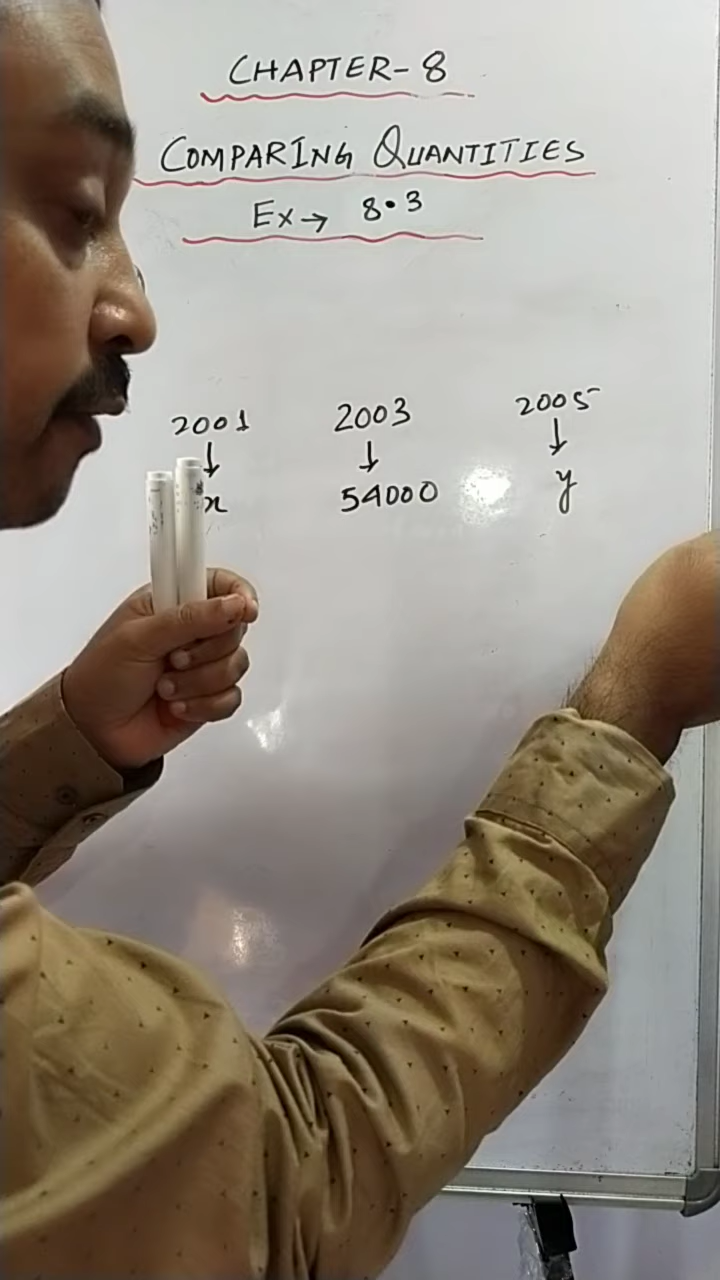 CHAPTER-8
COMPARING QUANTITIES
Ex→ 8.3
2001 2003 2005
↓ ↓ ↓
x 54000 y